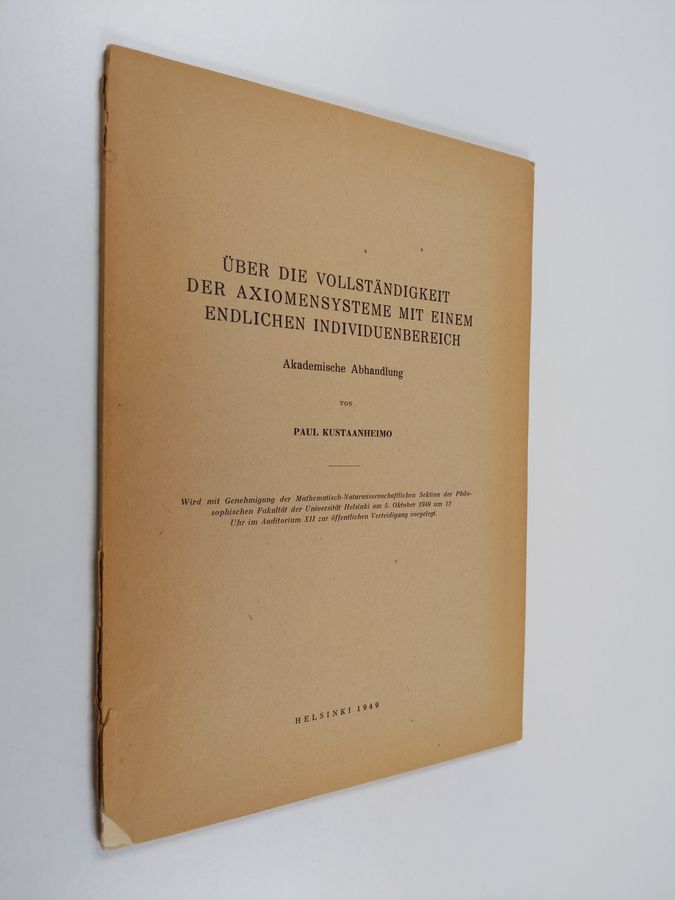 ÜBER DIE VOLLSTÄNDIGKEIT
DER AXIOMENSYSTEME MIT EINEM
ENDLICHEN INDIVIDUENBEREICH
Akademische Abhandlung
VON
PAUL KUSTAANHEIMO
Wird mit Genehmigung der Mathematisch-Naturwissenschaftlichen Sektion der Philo-
sophischen Fakultät der Universität Helsinki am 5. Oktober 1949 um 12
Uhr im Auditorium XII zur öffentlichen Verteidigung vorgelegt.
HELSINKI 1949